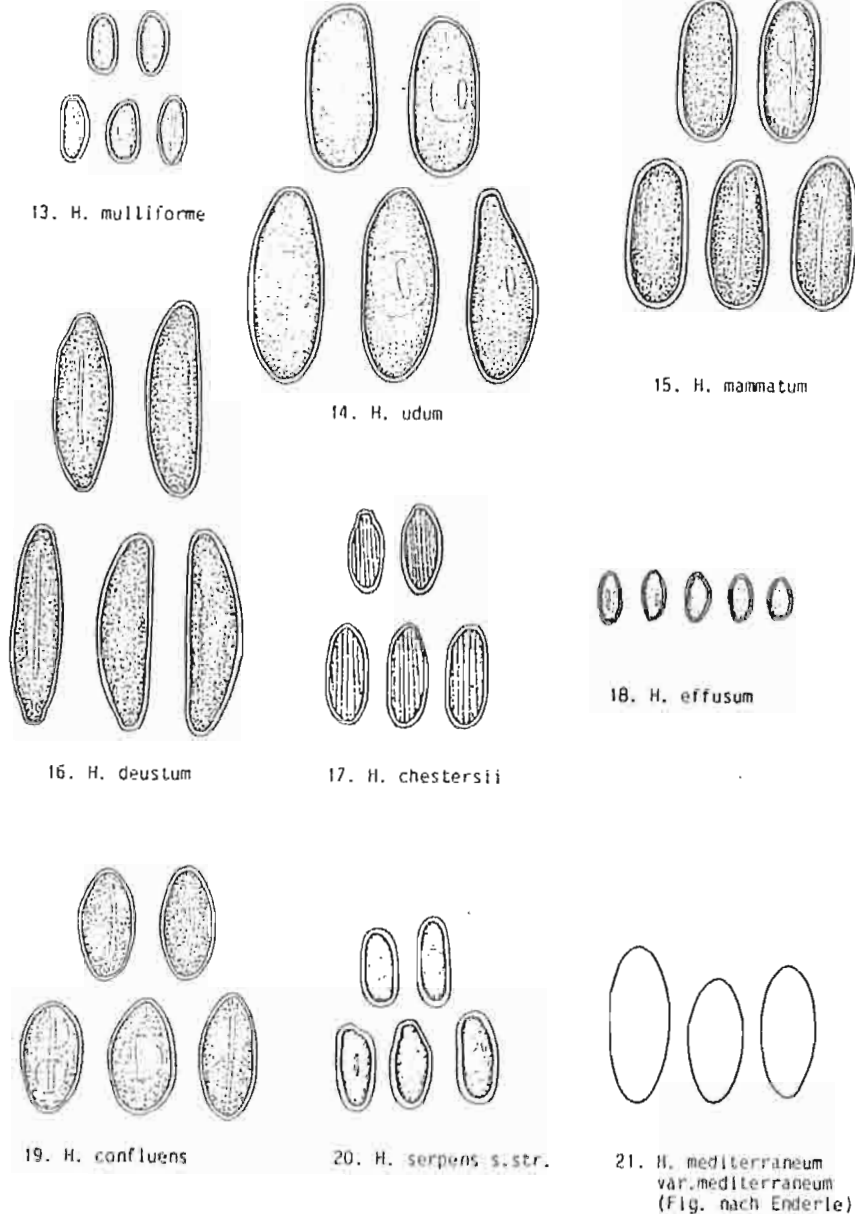 13. H. multiforme
14. H. udum
15. H. mammatum
16. H. deustum
17. H. chestersii
18. H. effusum
19. H. confluens
20. H. serpens s.str.
21. H. mediterraneum
var.mediterraneum
(Fig. nach Enderle)